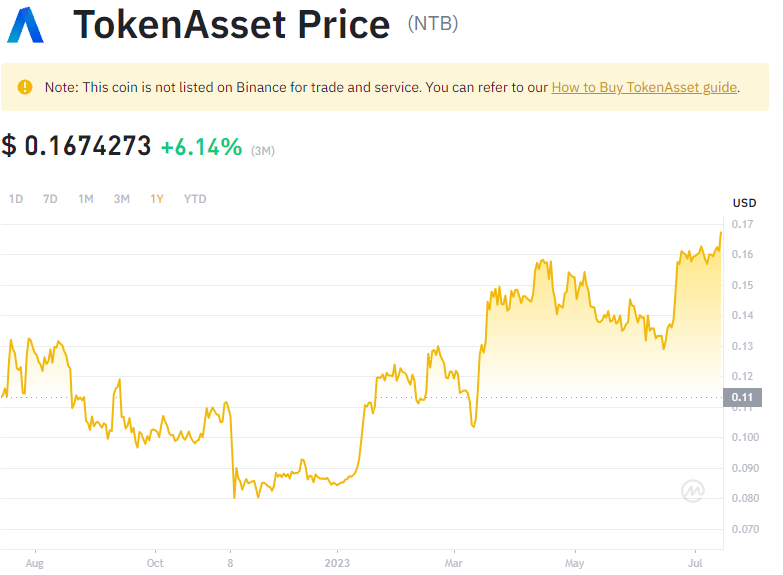 TokenAsset Price (NTB)
Note: This coin is not listed on Binance for trade and service. You can refer to our How to Buy TokenAsset guide.
$ 0.1674273 +6.14% (3M)
1D 7D 1M 3M 1Y YTD
USD
0.17
0.16
0.15
0.14
0.13
0.12
0.11
0.11
0.100
0.090
0.080
0.070
Aug Oct 8 2023 Mar May Jul